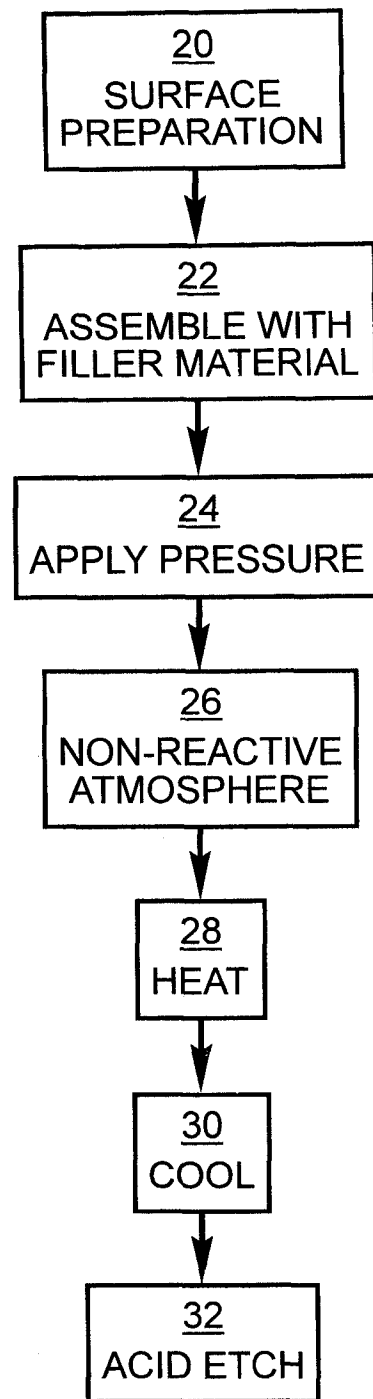 20
SURFACE
PREPARATION
22
ASSEMBLE WITH
FILLER MATERIAL
24
APPLY PRESSURE
26
NON-REACTIVE
ATMOSPHERE
28
HEAT
30
COOL
32
ACID ETCH